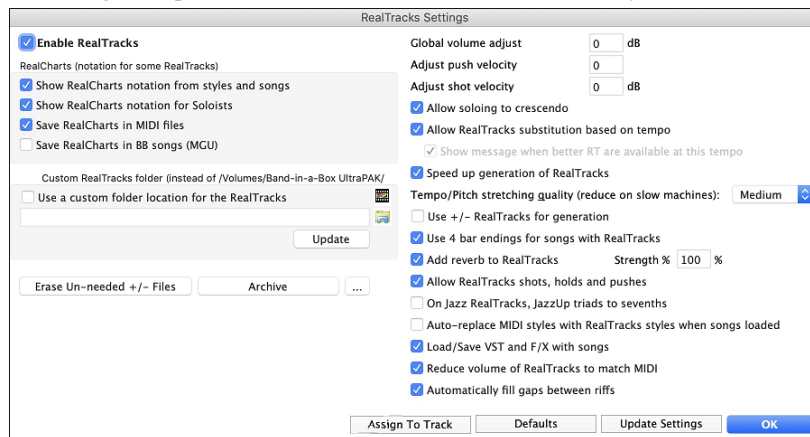 RealTracks Settings
Enable RealTracks
RealCharts (notation for some RealTracks)
Show RealCharts notation from styles and songs
Show RealCharts notation for Soloists
Save RealCharts in MIDI files
Save RealCharts in BB songs (MGU)
Custom RealTracks folder (instead of /Volumes/Band-in-a-Box UltraPAK/
Use a custom folder location for the RealTracks
Update
Erase Un-needed +/- Files
Archive
...
Global volume adjust 0 dB
Adjust push velocity 0
Adjust shot velocity 0 dB
Allow soloing to crescendo
Allow RealTracks substitution based on tempo
Show message when better RT are available at this tempo
Speed up generation of RealTracks
Tempo/Pitch stretching quality (reduce on slow machines): Medium
Use +/- RealTracks for generation
Use 4 bar endings for songs with RealTracks
Add reverb to RealTracks Strength % 100 %
Allow RealTracks shots, holds and pushes
On Jazz RealTracks, JazzUp triads to sevenths
Auto-replace MIDI styles with RealTracks styles when songs loaded
Load/Save VST and F/X with songs
Reduce volume of RealTracks to match MIDI
Automatically fill gaps between riffs
Assign To Track
Defaults
Update Settings
OK